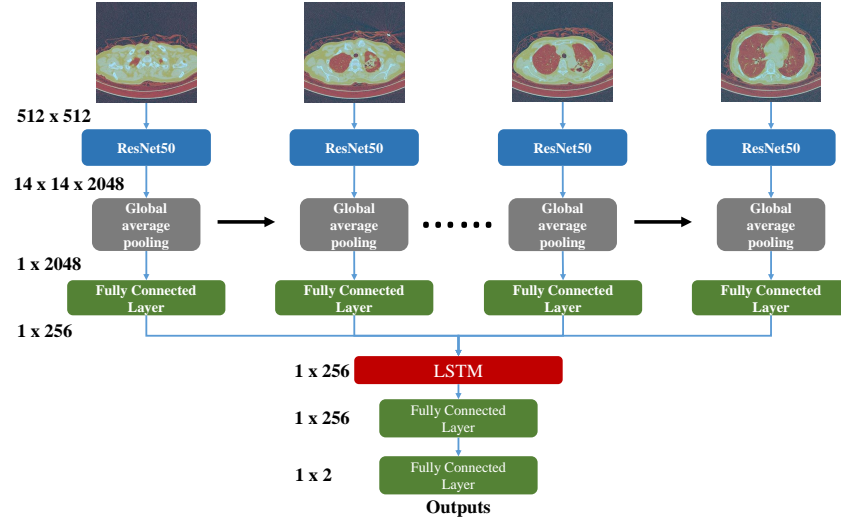 512 x 512
ResNet50
ResNet50
ResNet50
ResNet50
14 x 14 x 2048
Global
average
pooling
Global
average
pooling
Global
average
pooling
Global
average
pooling
1 x 2048
Fully Connected
Layer
Fully Connected
Layer
Fully Connected
Layer
Fully Connected
Layer
1 x 256
1 x 256
LSTM
1 x 256
Fully Connected
Layer
1 x 2
Fully Connected
Layer
Outputs